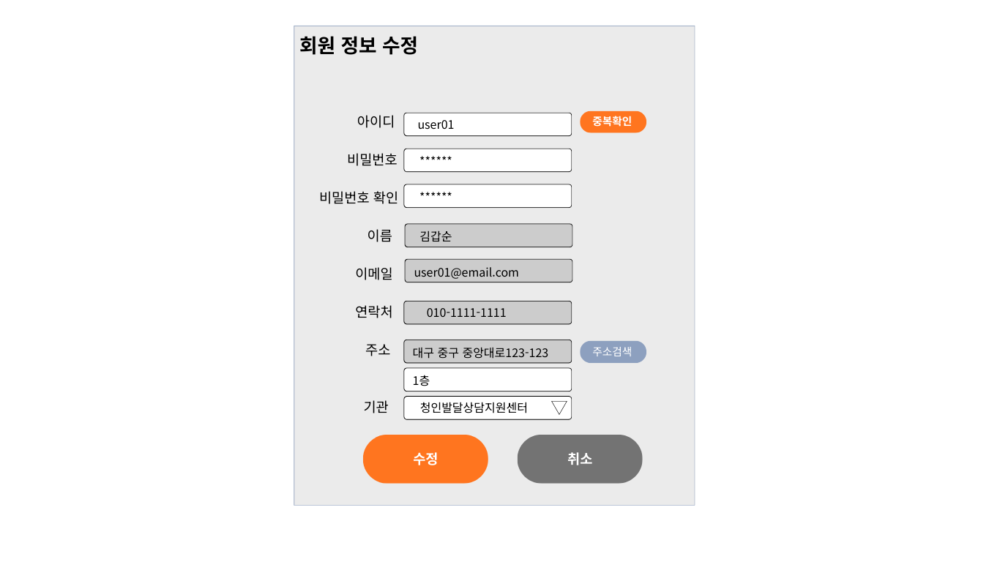 회원 정보 수정
아이디 user01 중복확인
비밀번호 ******
비밀번호 확인 ******
이름 김갑순
이메일 user01@email.com
연락처 010-1111-1111
주소 대구 중구 중앙대로123-123 주소검색
1층
기관 청인발달상담지원센터
수정 취소